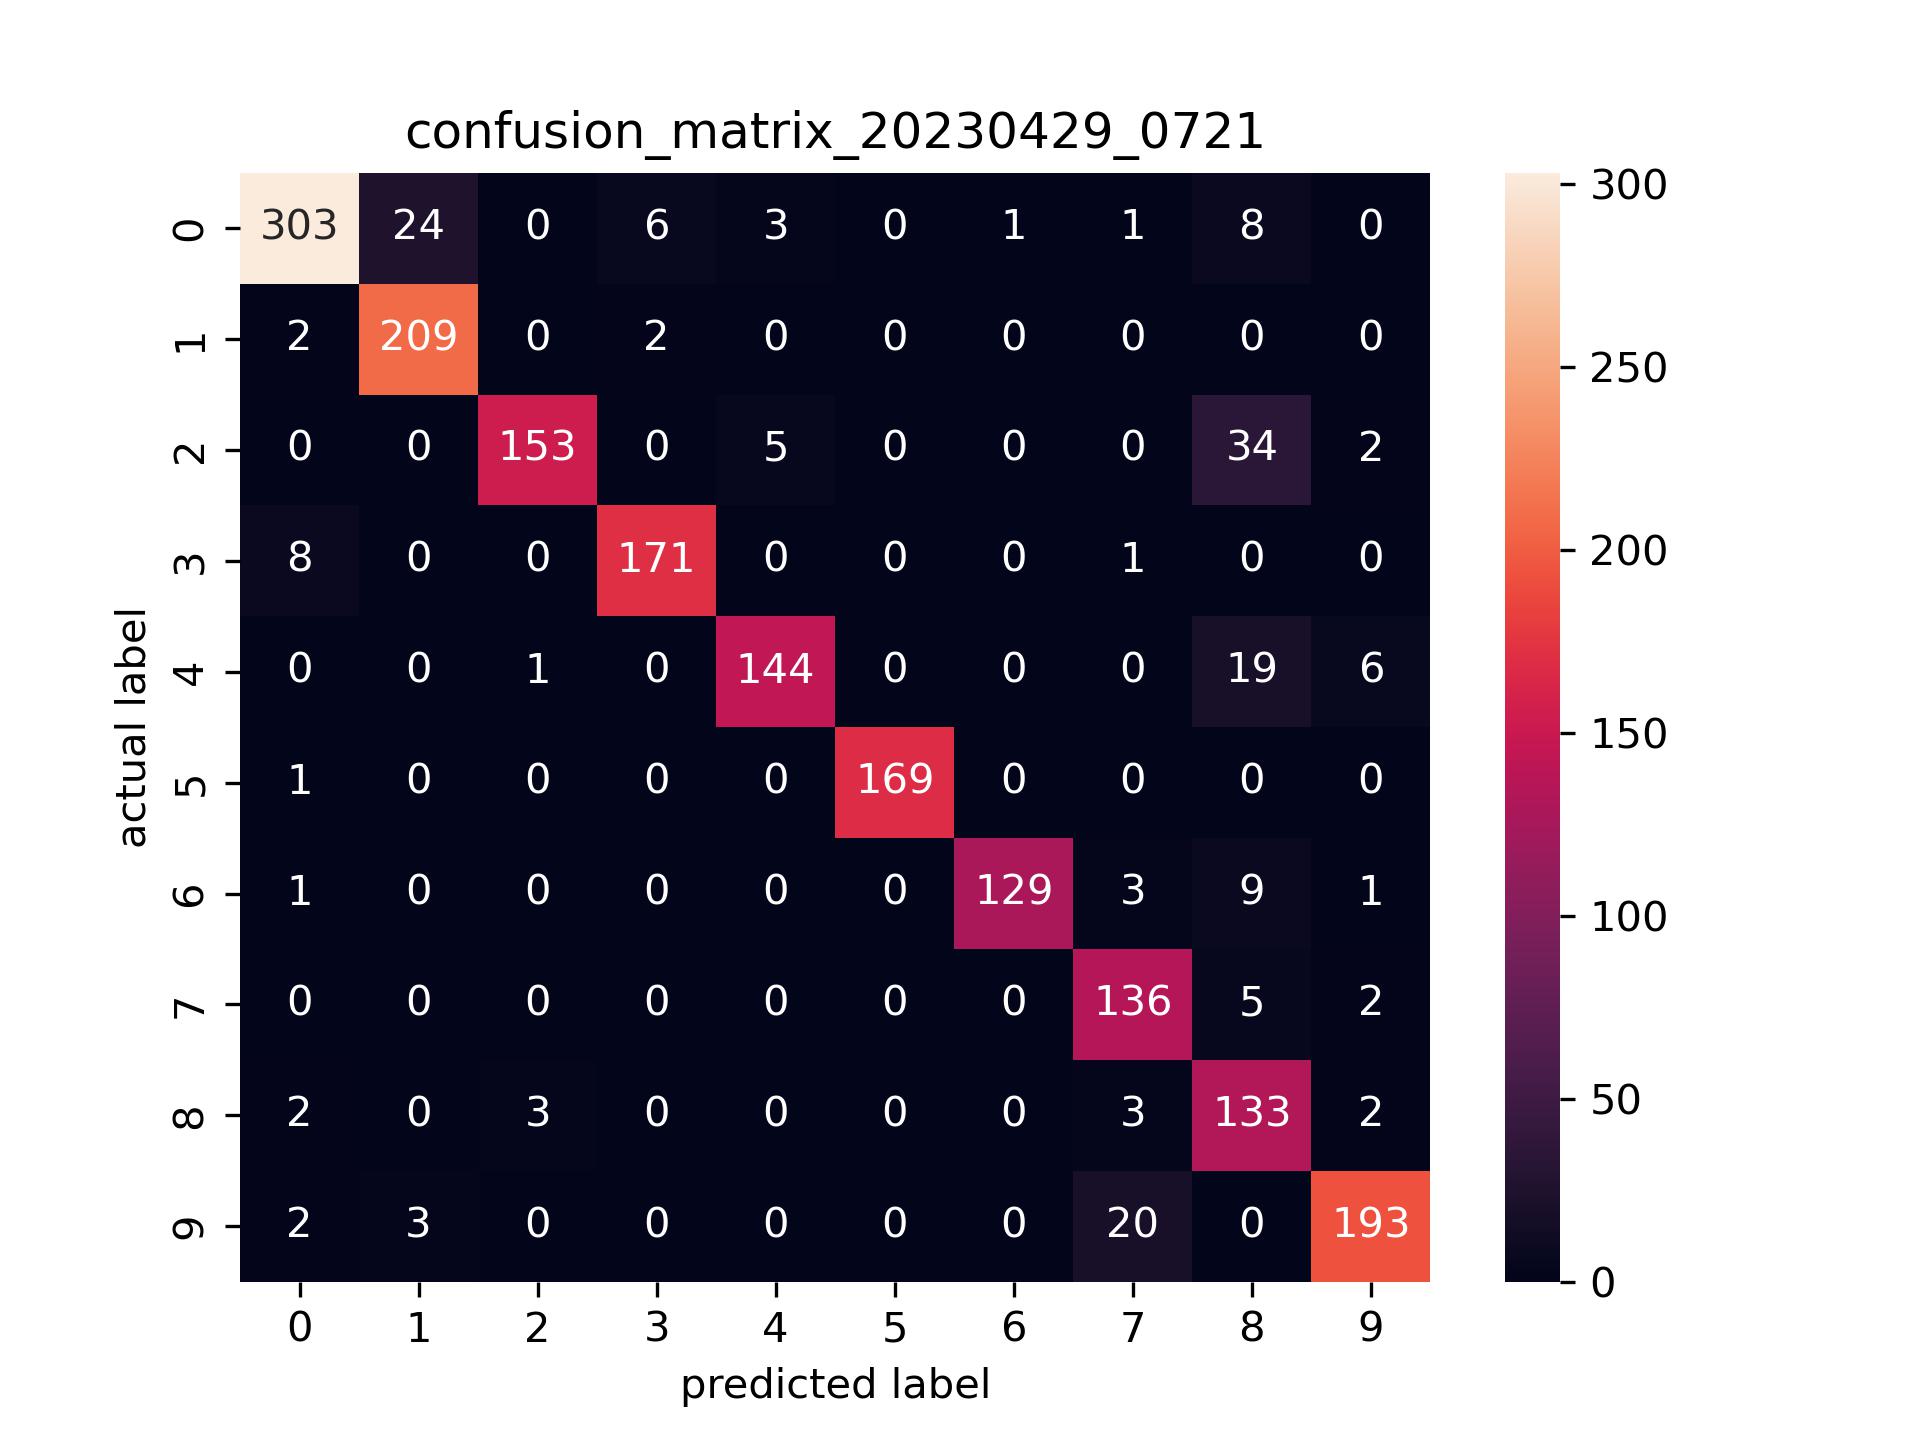 confusion_matrix_20230429_0721
0 303 24 0 6 3 0 1 1 8 0
1 2 209 0 2 0 0 0 0 0 0
2 0 0 153 0 5 0 0 0 34 2
3 8 0 0 171 0 0 0 1 0 0
4 0 0 1 0 144 0 0 0 19 6
5 1 0 0 0 0 169 0 0 0 0
6 1 0 0 0 0 0 129 3 9 1
7 0 0 0 0 0 0 0 136 5 2
8 2 0 3 0 0 0 0 3 133 2
9 2 3 0 0 0 0 0 20 0 193
0 1 2 3 4 5 6 7 8 9
predicted label
actual label
300
250
200
150
100
50
0